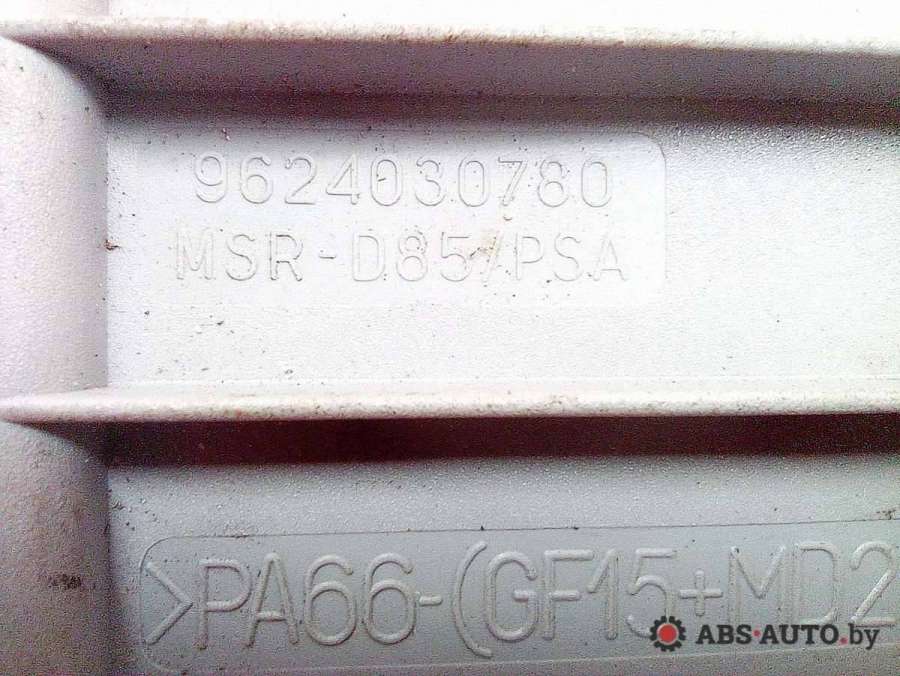 9624030780
MSR-D85/PSA
>PA66-(GF15+MD2
ABS-AUTO.by